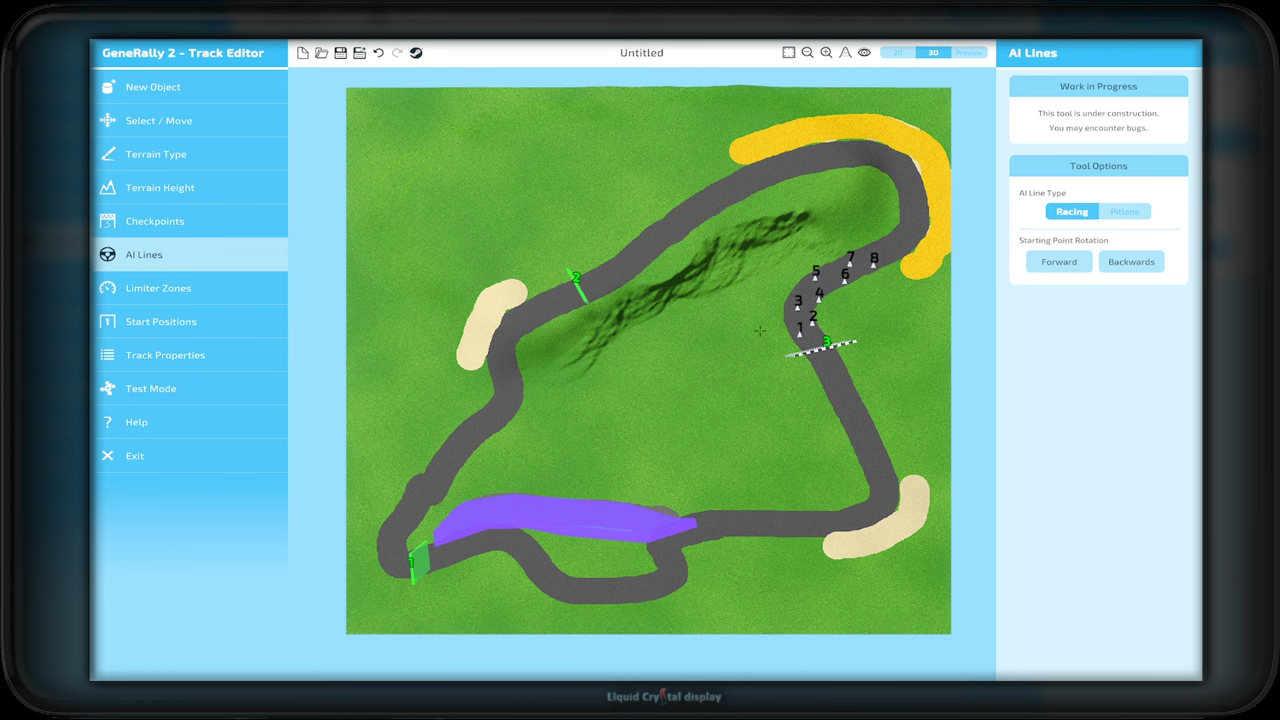 GeneRally 2 - Track Editor
Untitled
2D
3D
Preview
AI Lines
New Object
Select / Move
Terrain Type
Terrain Height
Checkpoints
AI Lines
Limiter Zones
Start Positions
Track Properties
Test Mode
Help
Exit
Work in Progress
This tool is under construction.
You may encounter bugs.
Tool Options
AI Line Type
Racing
Pitlane
Starting Point Rotation
Forward
Backwards
2
7
8
5
6
4
3
2
1
3
1
Liquid Crystal display